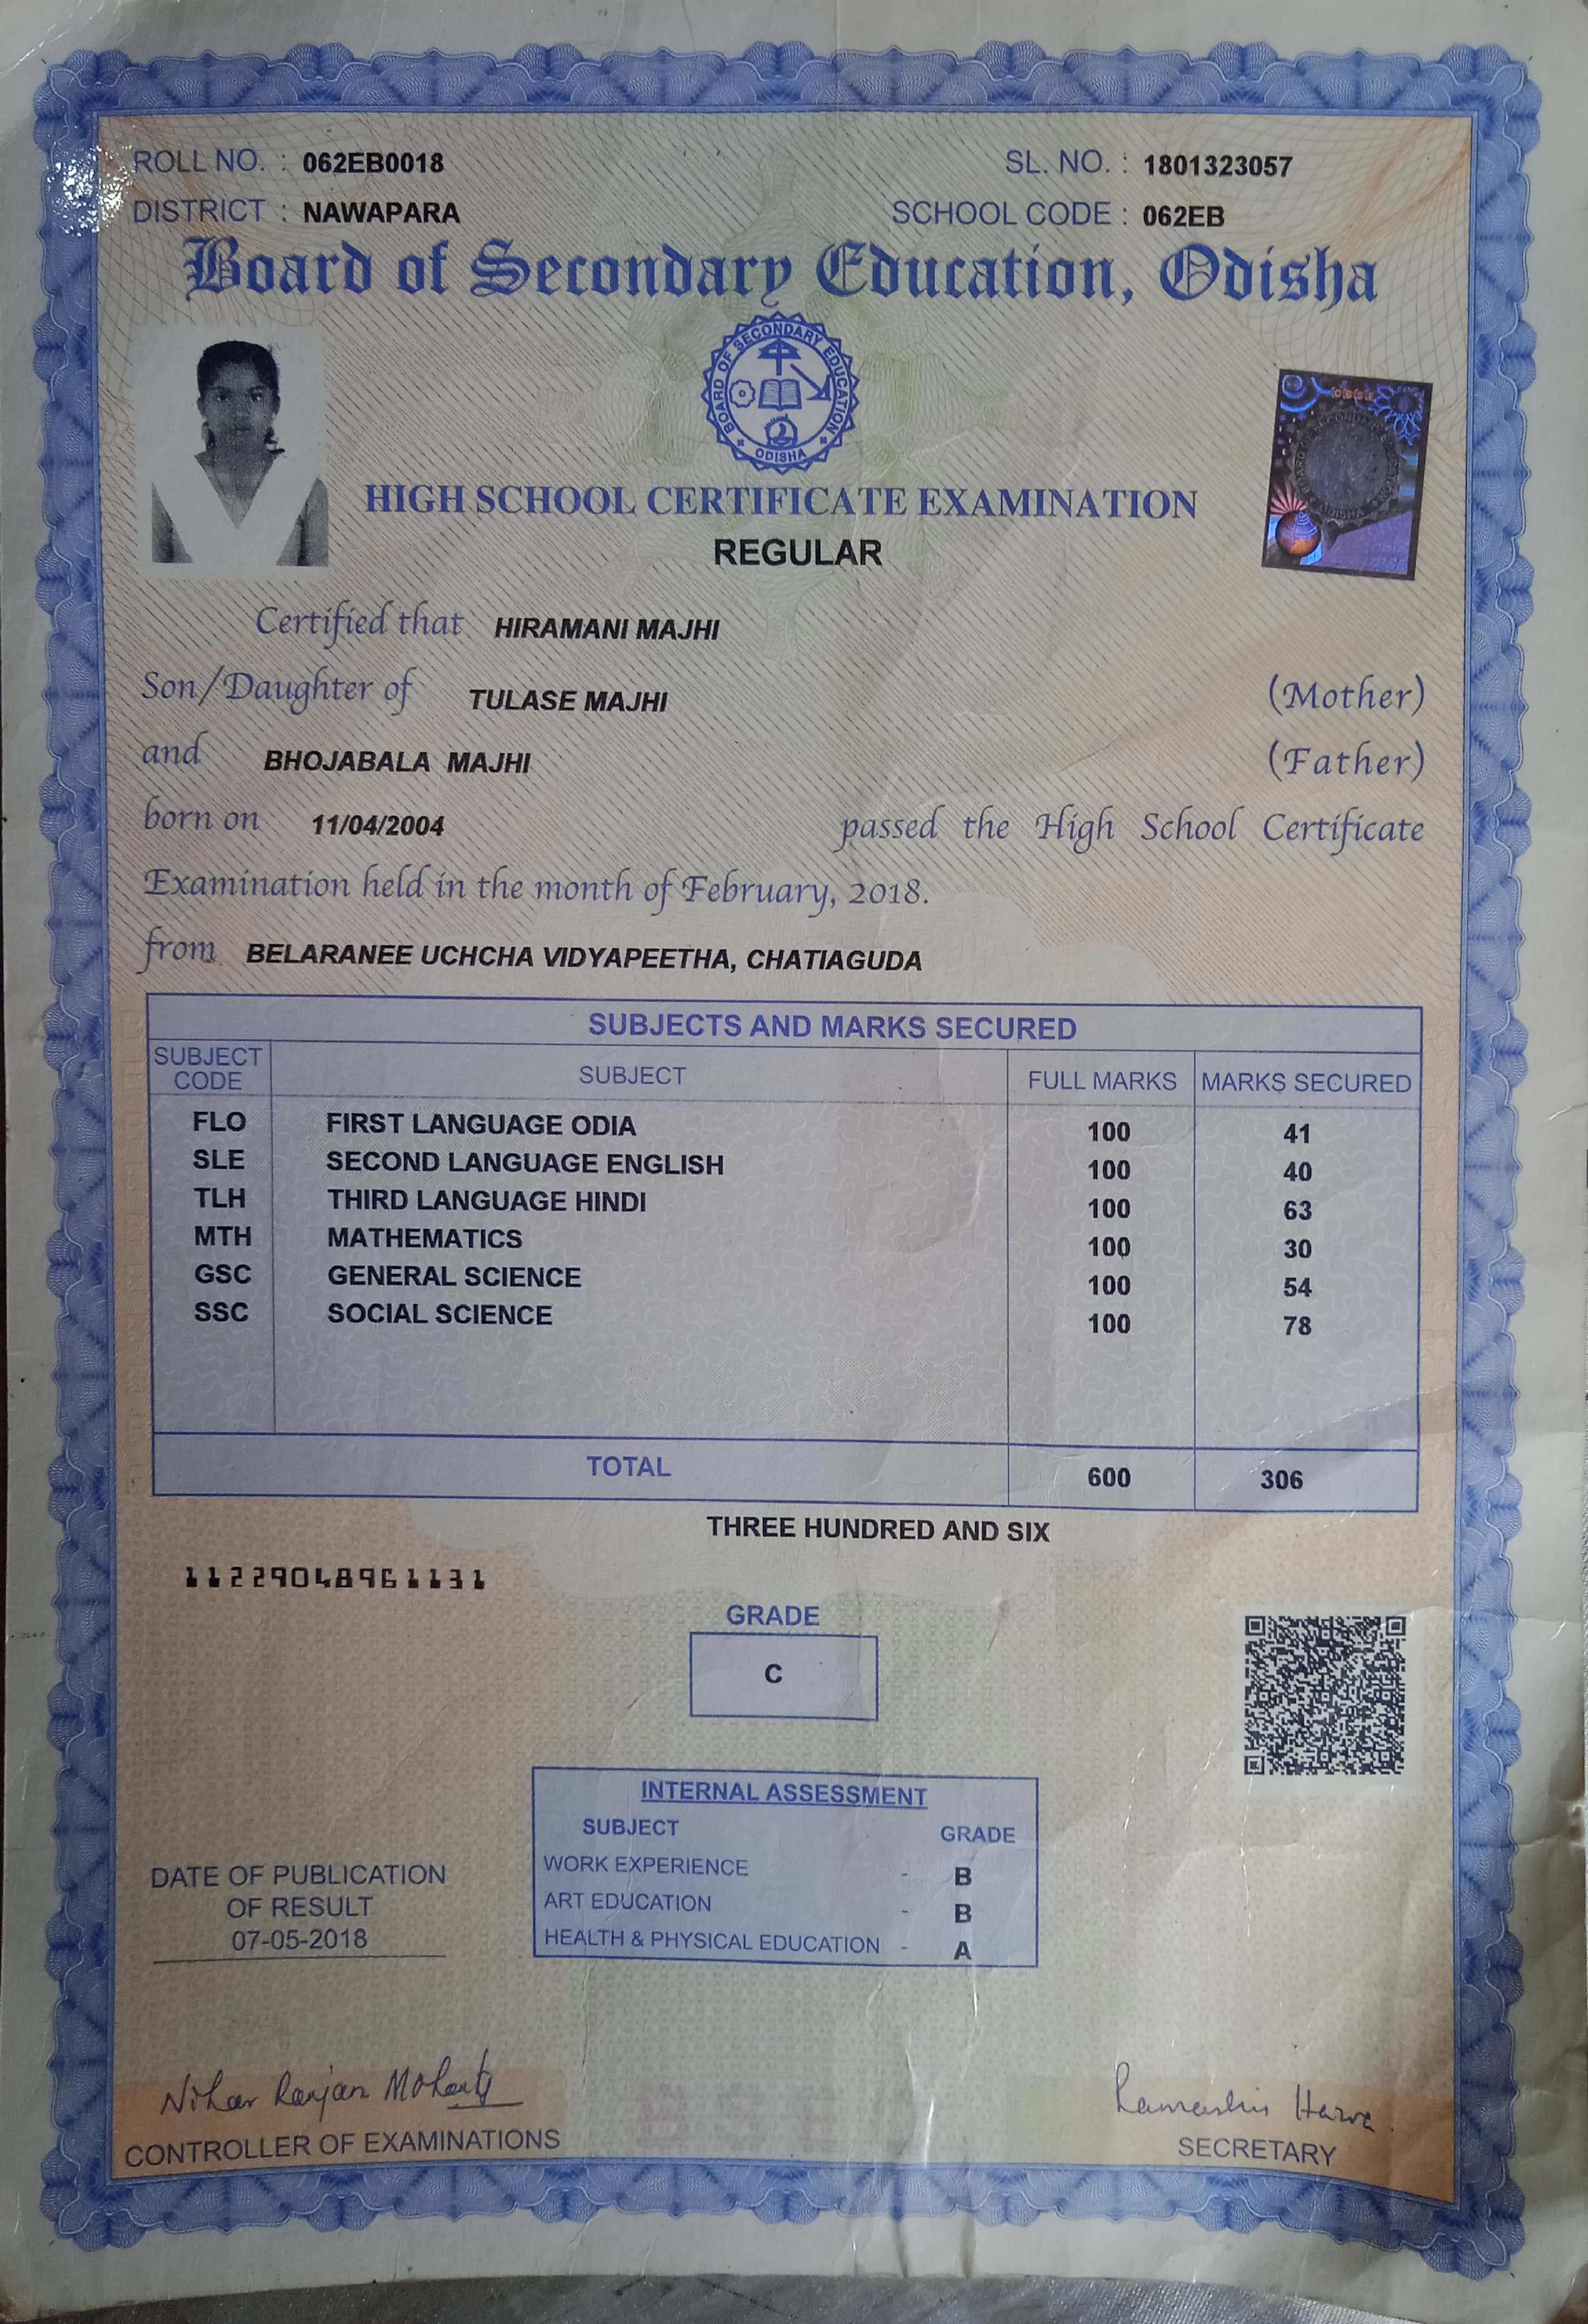 ROLL NO. : 062EB0018
SL. NO. : 1801323057
DISTRICT : NAWAPARA
SCHOOL CODE : 062EB
Board of Secondary Education, Odisha
BOARD OF SECONDARY EDUCATION
ODISHA
HIGH SCHOOL CERTIFICATE EXAMINATION
REGULAR
Certified that HIRAMANI MAJHI
Son/Daughter of TULASE MAJHI (Mother)
and BHOJABALA MAJHI (Father)
born on 11/04/2004 passed the High School Certificate
Examination held in the month of February, 2018.
from BELARANEE UCHCHA VIDYAPEETHA, CHATIAGUDA
SUBJECTS AND MARKS SECURED
SUBJECT CODE SUBJECT FULL MARKS MARKS SECURED
FLO FIRST LANGUAGE ODIA 100 41
SLE SECOND LANGUAGE ENGLISH 100 40
TLH THIRD LANGUAGE HINDI 100 63
MTH MATHEMATICS 100 30
GSC GENERAL SCIENCE 100 54
SSC SOCIAL SCIENCE 100 78
TOTAL 600 306
THREE HUNDRED AND SIX
11229048961131
GRADE
C
INTERNAL ASSESSMENT
SUBJECT GRADE
WORK EXPERIENCE - B
ART EDUCATION - B
HEALTH & PHYSICAL EDUCATION - A
DATE OF PUBLICATION
OF RESULT
07-05-2018
Nihar Ranjan Mohanty
CONTROLLER OF EXAMINATIONS
SECRETARY